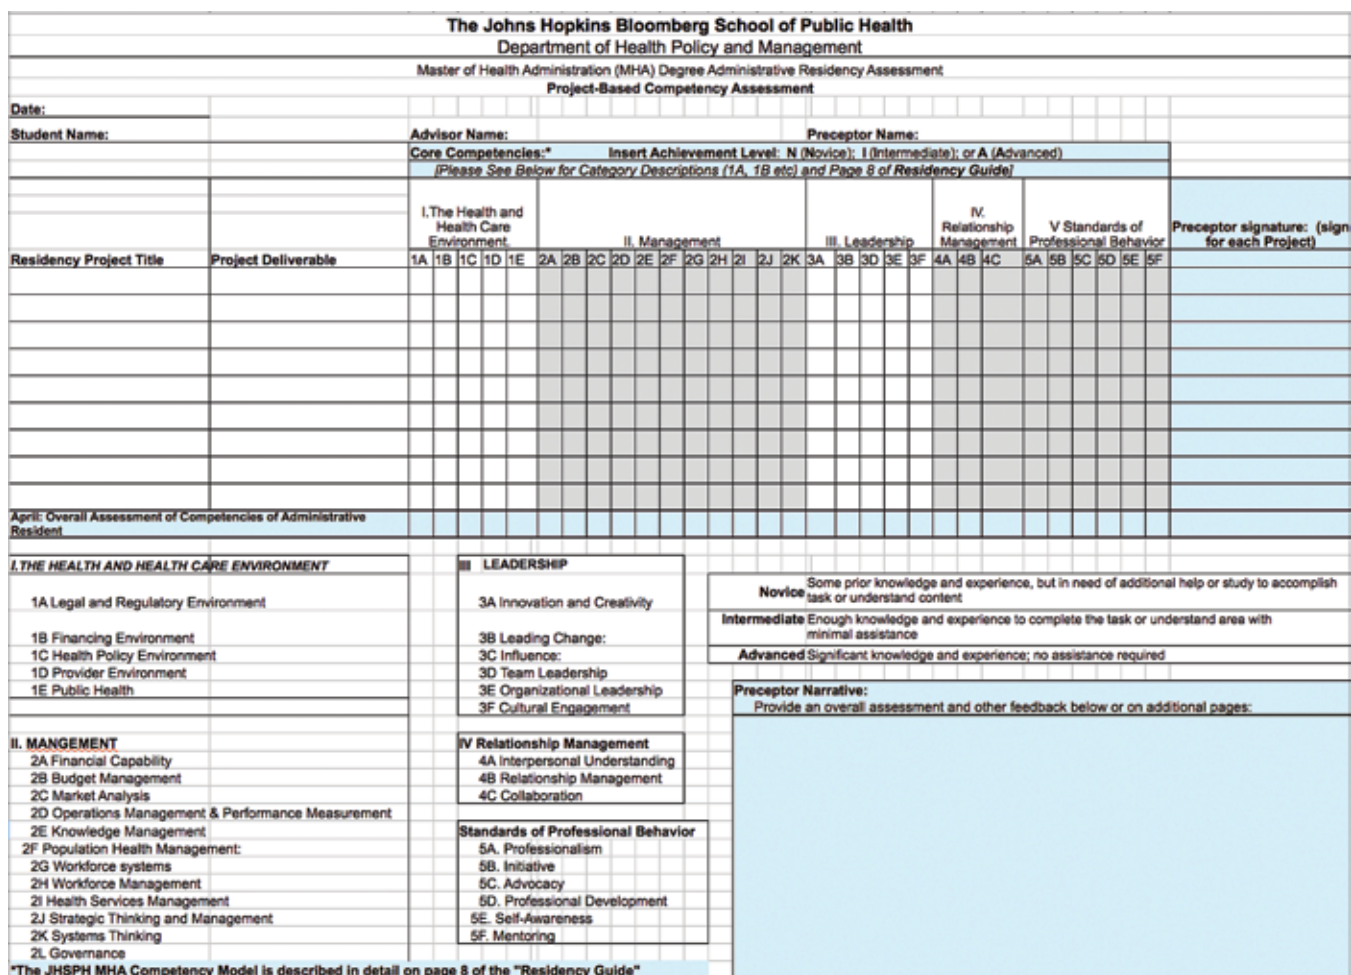 The Johns Hopkins Bloomberg School of Public Health
Department of Health Policy and Management
Master of Health Administration (MHA) Degree Administrative Residency Assessment
Project-Based Competency Assessment
Date:
Student Name: Advisor Name: Preceptor Name:
Core Competencies:* Insert Achievement Level: N (Novice); I (Intermediate); or A (Advanced)
[Please See Below for Category Descriptions (1A, 1B etc) and Page 8 of Residency Guide]
I.The Health and
Health Care
Environment.
II. Management
III. Leadership
IV.
Relationship
Management
V Standards of
Professional Behavior
Preceptor signature: (sign
for each Project)
Residency Project Title Project Deliverable 1A 1B 1C 1D 1E 2A 2B 2C 2D 2E 2F 2G 2H 2I 2J 2K 3A 3B 3D 3E 3F 4A 4B 4C 5A 5B 5C 5D 5E 5F
April: Overall Assessment of Competencies of Administrative
Resident
I.THE HEALTH AND HEALTH CARE ENVIRONMENT
1A Legal and Regulatory Environment
1B Financing Environment
1C Health Policy Environment
1D Provider Environment
1E Public Health
II. MANGEMENT
2A Financial Capability
2B Budget Management
2C Market Analysis
2D Operations Management & Performance Measurement
2E Knowledge Management
2F Population Health Management:
2G Workforce systems
2H Workforce Management
2I Health Services Management
2J Strategic Thinking and Management
2K Systems Thinking
2L Governance
*The JHSPH MHA Competency Model is described in detail on page 8 of the "Residency Guide"
III LEADERSHIP
3A Innovation and Creativity
3B Leading Change:
3C Influence:
3D Team Leadership
3E Organizational Leadership
3F Cultural Engagement
IV Relationship Management
4A Interpersonal Understanding
4B Relationship Management
4C Collaboration
Standards of Professional Behavior
5A. Professionalism
5B. Initiative
5C. Advocacy
5D. Professional Development
5E. Self-Awareness
5F. Mentoring
Novice Some prior knowledge and experience, but in need of additional help or study to accomplish
task or understand content
Intermediate Enough knowledge and experience to complete the task or understand area with
minimal assistance
Advanced Significant knowledge and experience; no assistance required
Preceptor Narrative:
Provide an overall assessment and other feedback below or on additional pages: